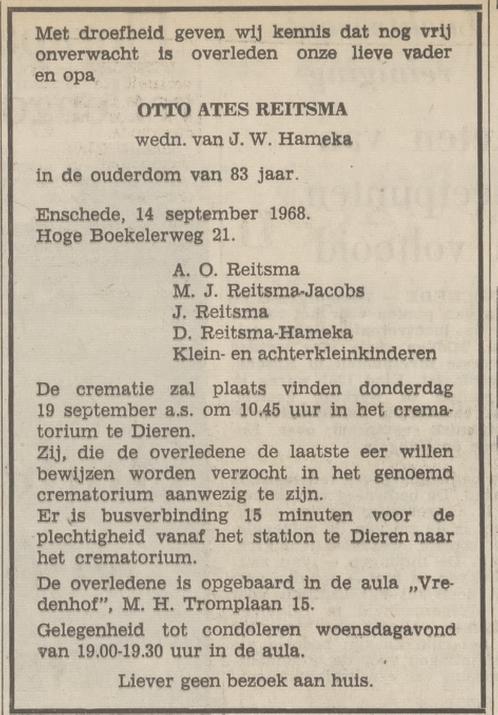 Met droefheid geven wij kennis dat nog vrij
onverwacht is overleden onze lieve vader
en opa
OTTO ATES REITSMA
wedn. van J. W. Hameka
in de ouderdom van 83 jaar.
Enschede, 14 september 1968.
Hoge Boekelerweg 21.
A. O. Reitsma
M. J. Reitsma-Jacobs
J. Reitsma
D. Reitsma-Hameka
Klein- en achterkleinkinderen
De crematie zal plaats vinden donderdag
19 september a.s. om 10.45 uur in het crema-
torium te Dieren.
Zij, die de overledene de laatste eer willen
bewijzen worden verzocht in het genoemd
crematorium aanwezig te zijn.
Er is busverbinding 15 minuten voor de
plechtigheid vanaf het station te Dieren naar
het crematorium.
De overledene is opgebaard in de aula „Vre-
denhof”, M. H. Tromplaan 15.
Gelegenheid tot condoleren woensdagavond
van 19.00-19.30 uur in de aula.
Liever geen bezoek aan huis.